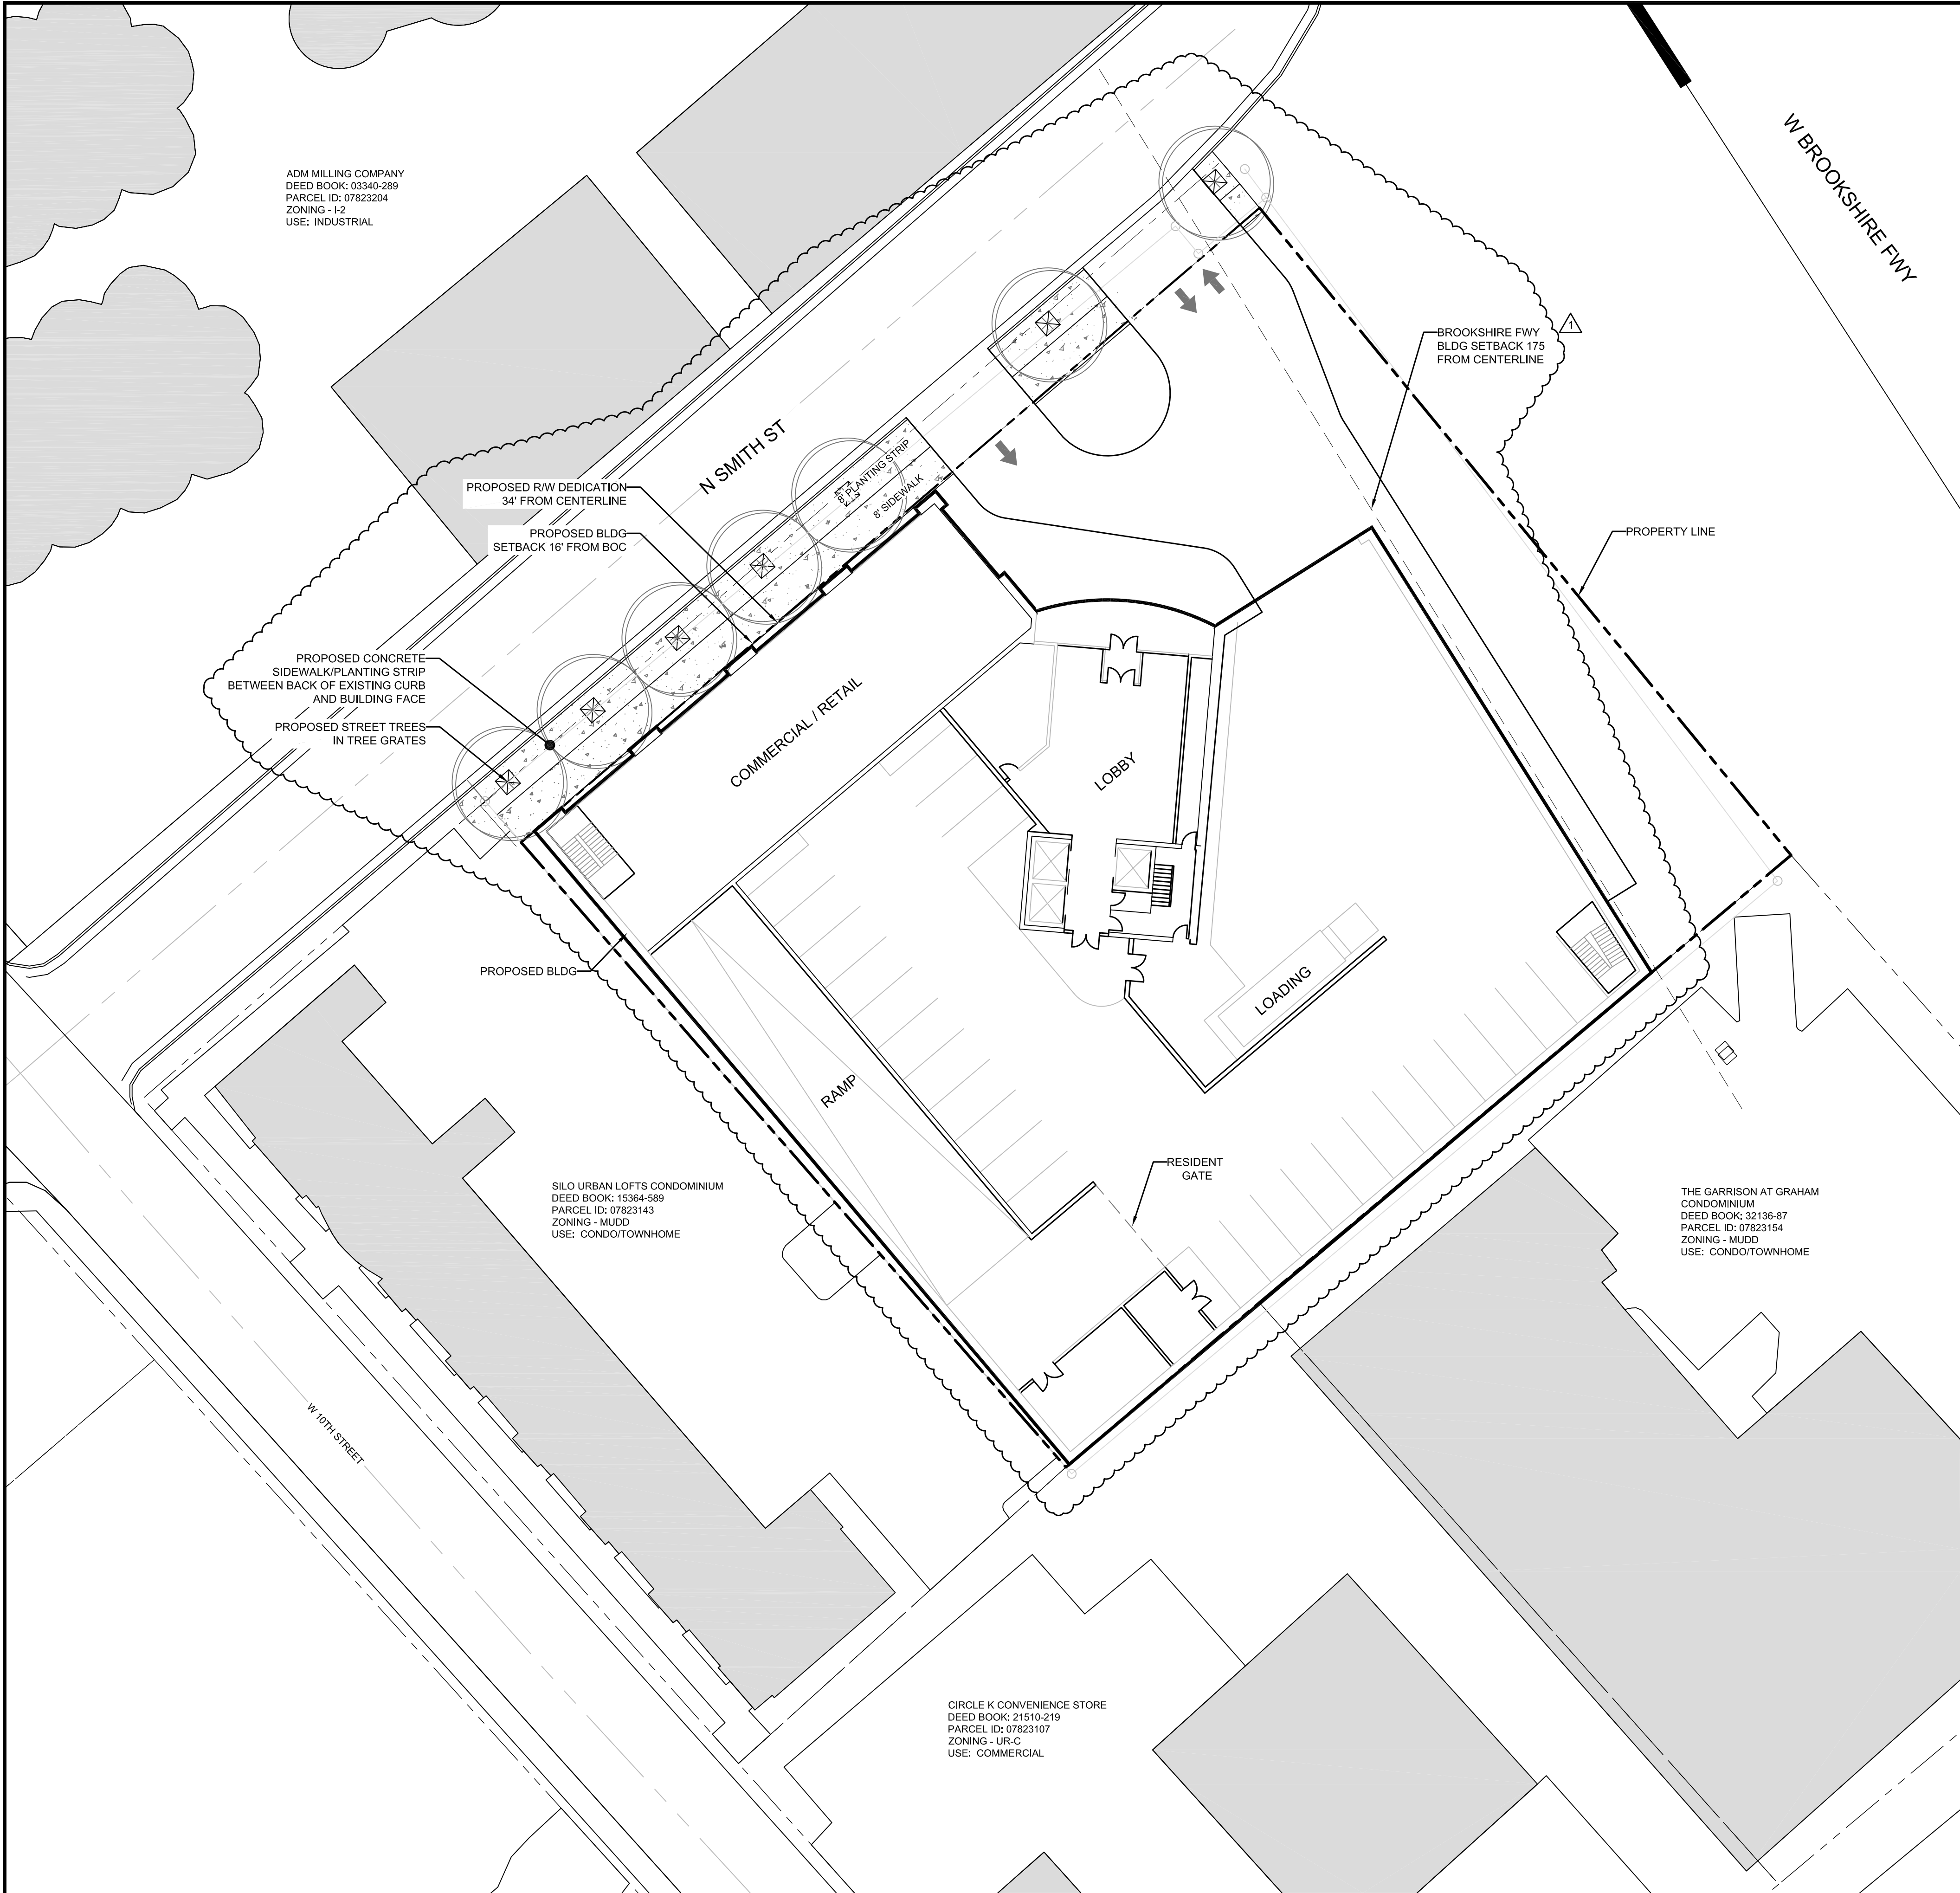 ADM MILLING COMPANY
DEED BOOK: 03340-289
PARCEL ID: 07823204
ZONING - I-2
USE: INDUSTRIAL
W BROOKSHIRE FWY
BROOKSHIRE FWY
BLDG SETBACK 175
FROM CENTERLINE
1
N SMITH ST
PROPOSED R/W DEDICATION
34' FROM CENTERLINE
8' PLANTING STRIP
8' SIDEWALK
PROPOSED BLDG
SETBACK 16' FROM BOC
PROPERTY LINE
PROPOSED CONCRETE
SIDEWALK/PLANTING STRIP
BETWEEN BACK OF EXISTING CURB
AND BUILDING FACE
PROPOSED STREET TREES
IN TREE GRATES
COMMERCIAL / RETAIL
LOBBY
PROPOSED BLDG
LOADING
RAMP
RESIDENT
GATE
SILO URBAN LOFTS CONDOMINIUM
DEED BOOK: 15364-589
PARCEL ID: 07823143
ZONING - MUDD
USE: CONDO/TOWNHOME
THE GARRISON AT GRAHAM
CONDOMINIUM
DEED BOOK: 32136-87
PARCEL ID: 07823154
ZONING - MUDD
USE: CONDO/TOWNHOME
W 10TH STREET
CIRCLE K CONVENIENCE STORE
DEED BOOK: 21510-219
PARCEL ID: 07823107
ZONING - UR-C
USE: COMMERCIAL